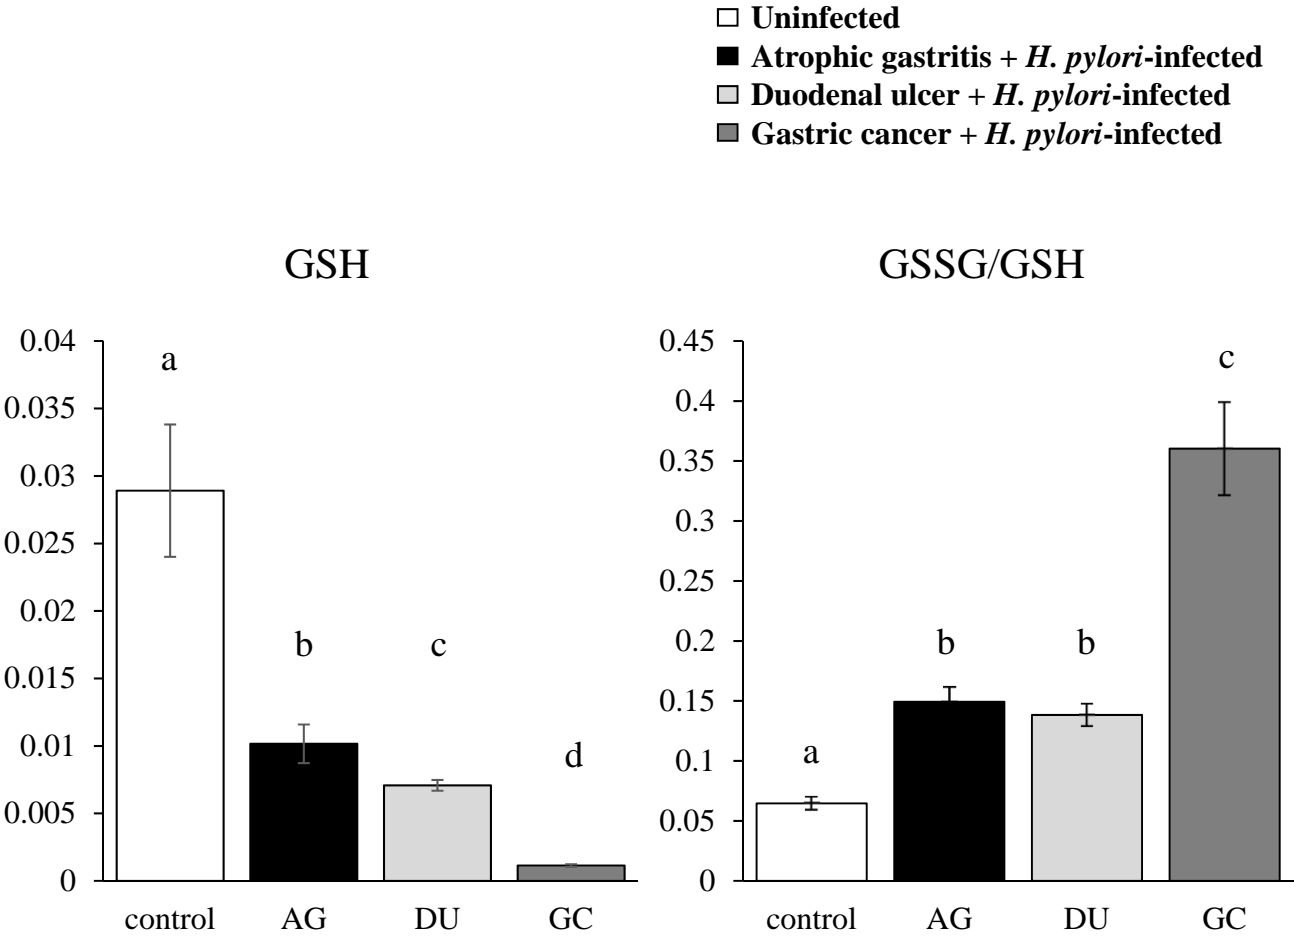 Uninfected
Atrophic gastritis + H. pylori-infected
Duodenal ulcer + H. pylori-infected
Gastric cancer + H. pylori-infected
GSH
0.04
0.035
0.03
0.025
0.02
0.015
0.01
0.005
0
a
b
c
d
control
AG
DU
GC
GSSG/GSH
0.45
0.4
0.35
0.3
0.25
0.2
0.15
0.1
0.05
0
a
b
b
c
control
AG
DU
GC